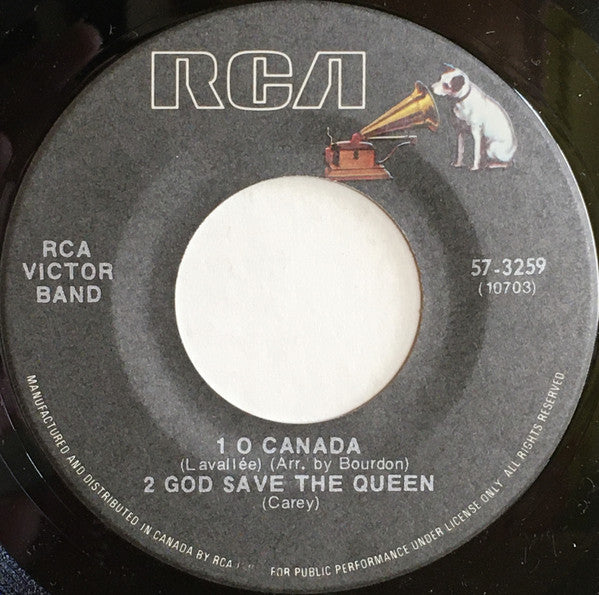 RCA
RCA
VICTOR
BAND
57-3259
(10703)
1 O CANADA
(Lavallée) (Arr. by Bourdon)
2 GOD SAVE THE QUEEN
(Carey)
MANUFACTURED AND DISTRIBUTED IN CANADA BY RCA
FOR PUBLIC PERFORMANCE UNDER LICENSE ONLY. ALL RIGHTS RESERVED.